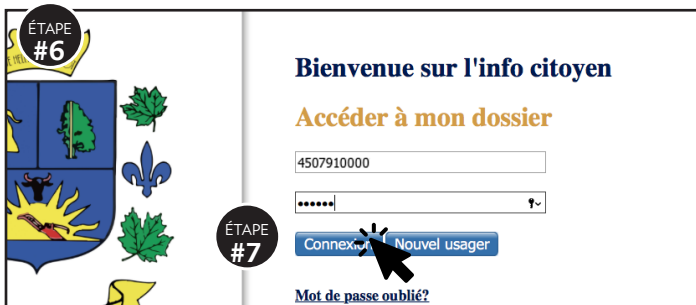 ÉTAPE
#6
Bienvenue sur l'info citoyen
Accéder à mon dossier
4507910000
••••••
ÉTAPE
#7
Connexion
Nouvel usager
Mot de passe oublié?